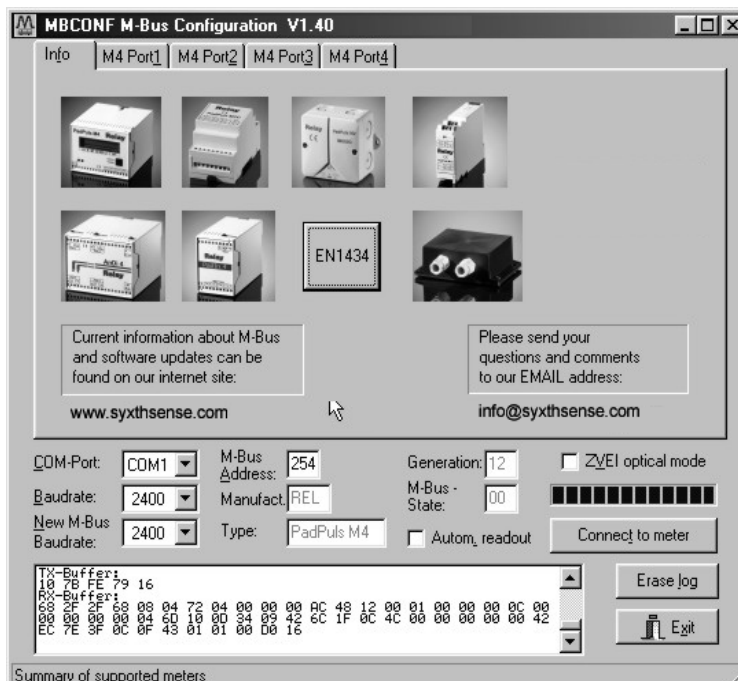 MBCONF M-Bus Configuration V1.40
Info M4 Port1 M4 Port2 M4 Port3 M4 Port4
PadPuls M4 Relay
Relay
Relay
Relay
EN1434
Current information about M-Bus
and software updates can be
found on our internet site:
www.syxthsense.com
Please send your
questions and comments
to our EMAIL address:
info@syxthsense.com
COM-Port: COM1
M-Bus Address: 254
Generation: 12
ZVEI optical mode
Baudrate: 2400
Manufact. REL
M-Bus - State: 00
New M-Bus Baudrate: 2400
Type: PadPuls M4
Autom. readout
Connect to meter
TX-Buffer:
10 7B FE 79 16
RX-Buffer:
68 2F 2F 68 08 04 72 04 00 00 00 AC 48 12 00 01 00 00 00 0C 00
00 00 00 00 04 6D 10 0D 34 09 42 6C 1F 0C 4C 00 00 00 00 00 42
EC 7E 3F 0C 0F 43 01 01 00 D0 16
Erase log
Exit
Summary of supported meters